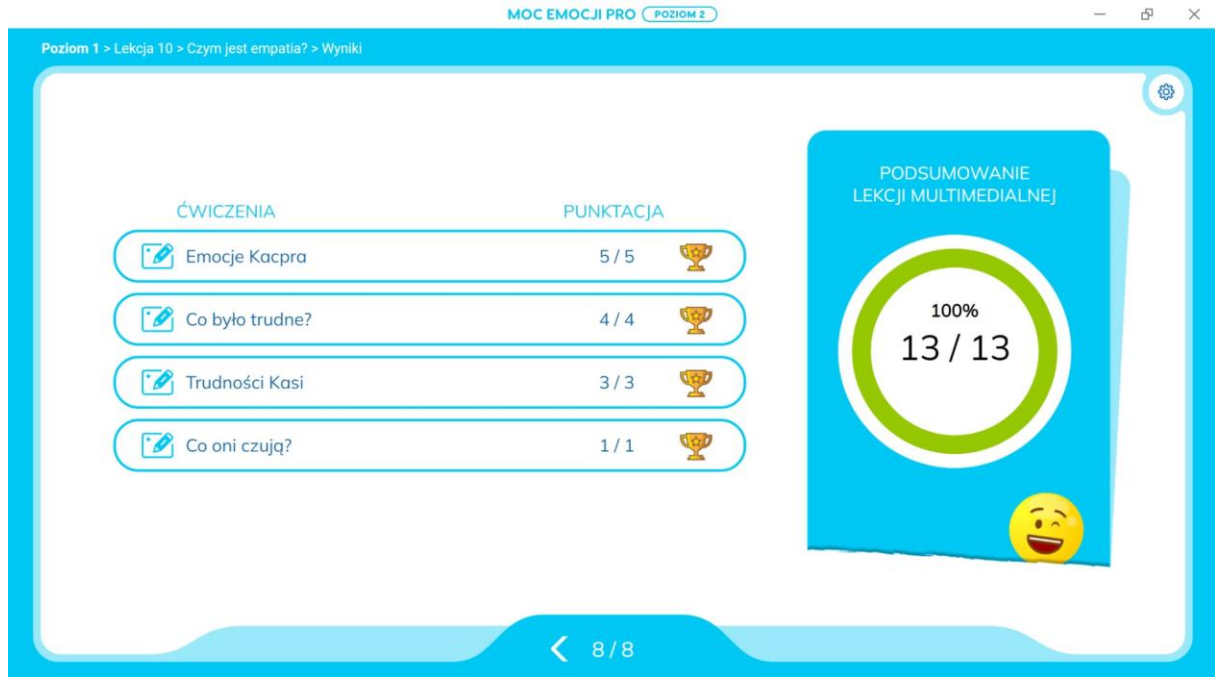 MOC EMOCJI PRO POZIOM 2
Poziom 1 > Lekcja 10 > Czym jest empatia? > Wyniki
ĆWICZENIA PUNKTACJA
Emocje Kacpra 5 / 5
Co było trudne? 4 / 4
Trudności Kasi 3 / 3
Co oni czują? 1 / 1
PODSUMOWANIE
LEKCJI MULTIMEDIALNEJ
100%
13 / 13
8 / 8